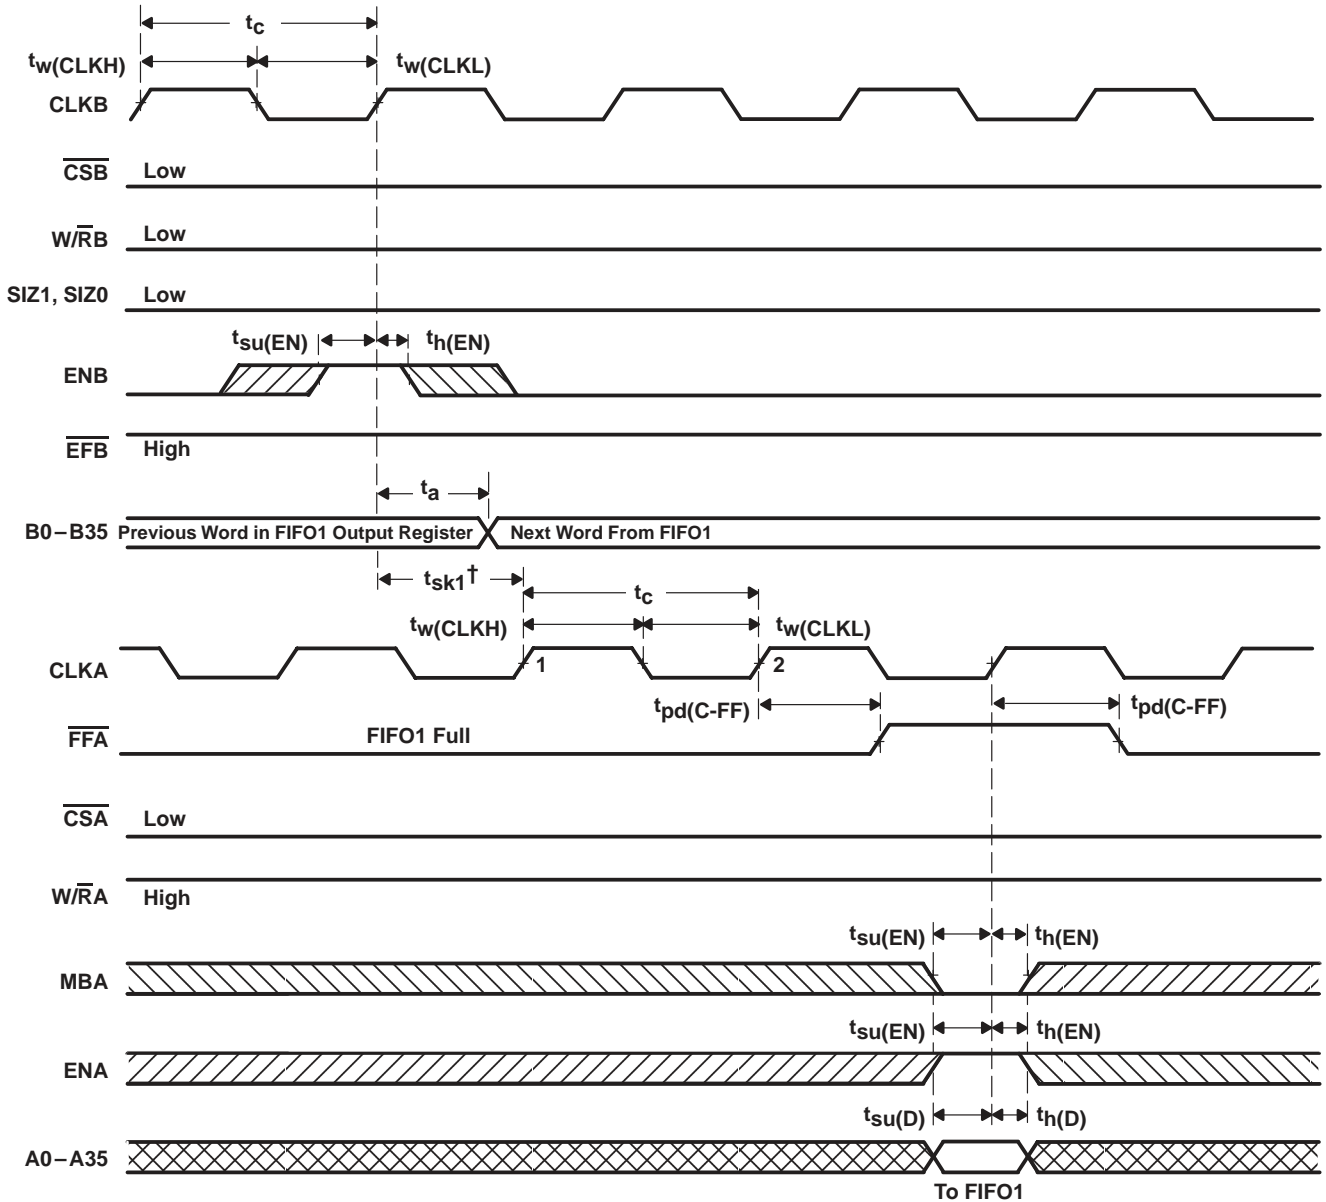 tc
tw(CLKH)
tw(CLKL)
CLKB
CSB Low
W/RB Low
SIZ1, SIZ0 Low
tsu(EN) th(EN)
ENB
EFB High
ta
B0–B35 Previous Word in FIFO1 Output Register Next Word From FIFO1
tsk1†
tc
tw(CLKH) tw(CLKL)
CLKA 1 2
tpd(C-FF) tpd(C-FF)
FFA FIFO1 Full
CSA Low
W/RA High
tsu(EN) th(EN)
MBA
tsu(EN) th(EN)
ENA
tsu(D) th(D)
A0–A35
To FIFO1